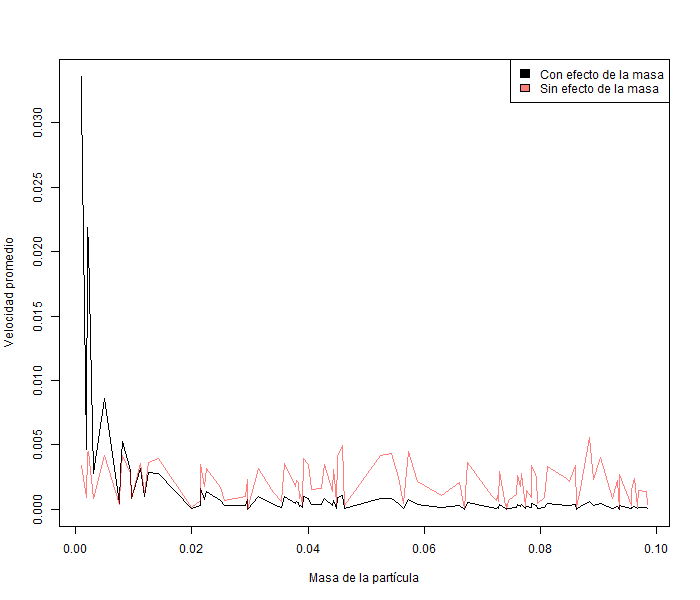 Con efecto de la masa
Sin efecto de la masa
Velocidad promedio
0.030
0.025
0.020
0.015
0.010
0.005
0.000
0.00 0.02 0.04 0.06 0.08 0.10
Masa de la partícula